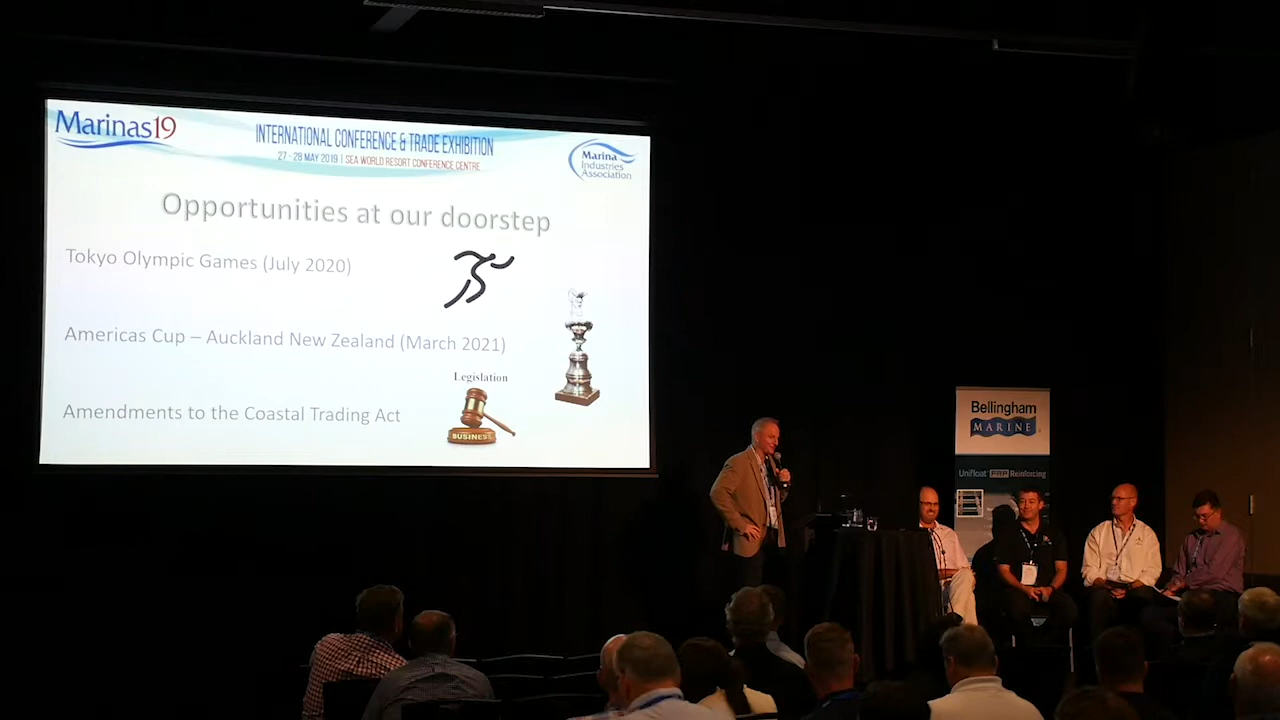 Marinas19
INTERNATIONAL CONFERENCE & TRADE EXHIBITION
27 - 28 MAY 2019 | SEA WORLD RESORT CONFERENCE CENTRE
Marina
Industries
Association
Opportunities at our doorstep
Tokyo Olympic Games (July 2020)
Americas Cup – Auckland New Zealand (March 2021)
Legislation
Amendments to the Coastal Trading Act
BUSINESS
Bellingham
MARINE
Unifloat
Reinforcing